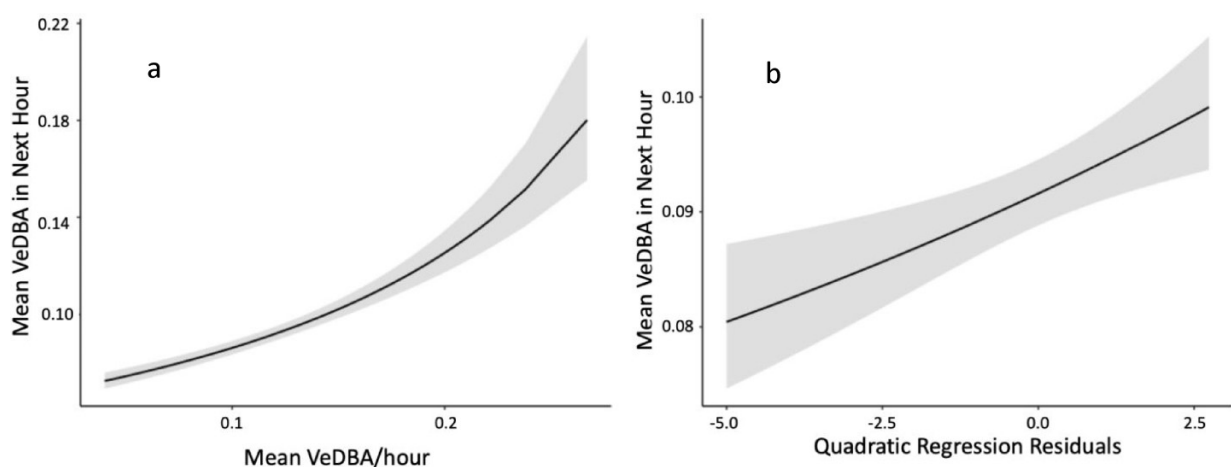 a
Mean VeDBA in Next Hour
0.22
0.18
0.14
0.10
0.1
0.2
Mean VeDBA/hour
b
Mean VeDBA in Next Hour
0.10
0.09
0.08
-5.0
-2.5
0.0
2.5
Quadratic Regression Residuals